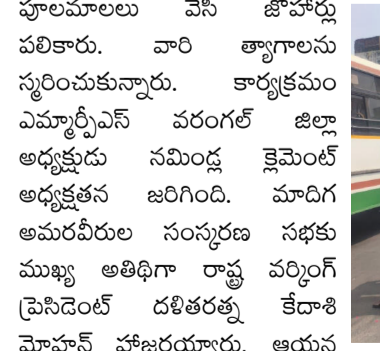 పూలమాలలు వేసి జోహార్లు
పలికారు. వారి త్యాగాలను
స్మరించుకున్నారు. కార్యక్రమం
ఎమ్మార్పీఎస్ వరంగల్ జిల్లా
అధ్యక్షుడు నమిండ్ల క్లెమెంట్
అధ్యక్షతన జరిగింది. మాదిగ
అమరవీరుల సంస్కరణ సభకు
ముఖ్య అతిథిగా రాష్ట్ర వర్కింగ్
ప్రెసిడెంట్ దళితరత్న కేదాశి
మోహన్ హాజరయ్యారు. ఆయన